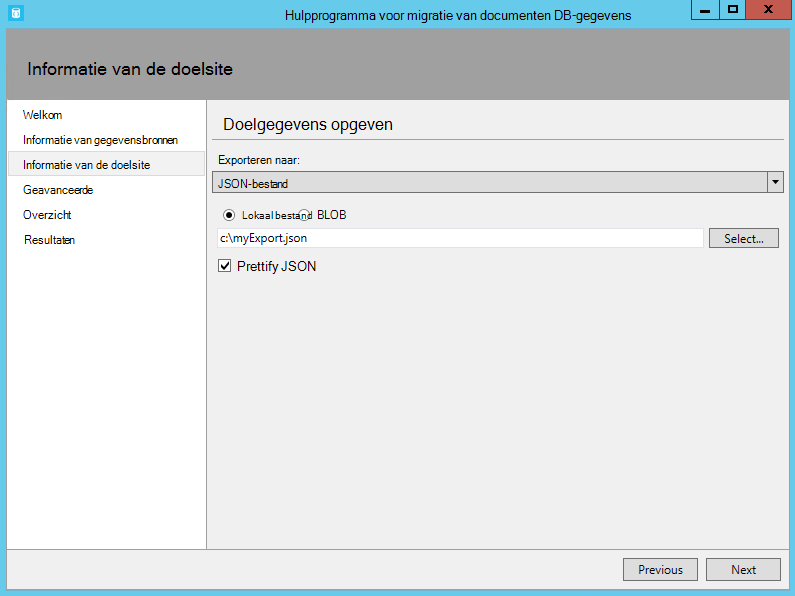 Hulpprogramma voor migratie van documenten DB-gegevens
Informatie van de doelsite
Welkom
Informatie van gegevensbronnen
Informatie van de doelsite
Geavanceerde
Overzicht
Resultaten
Doelgegevens opgeven
Exporteren naar:
JSON-bestand
Lokaal bestand BLOB
c:\myExport.json
Select...
Prettify JSON
Previous Next